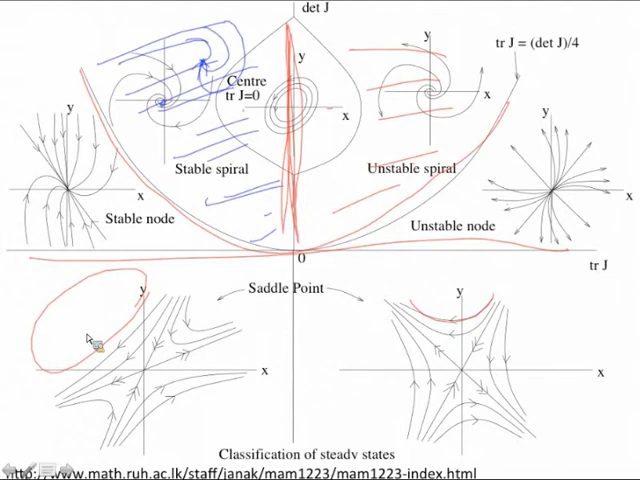 det J
y
tr J = (det J)/4
y
Centre
tr J=0
x
x
y
y
Stable spiral
Unstable spiral
x
x
Stable node
Unstable node
0
tr J
y
Saddle Point
y
x
x
Classification of steady states
http://www.math.ruh.ac.lk/staff/janak/mam1223/mam1223-index.html